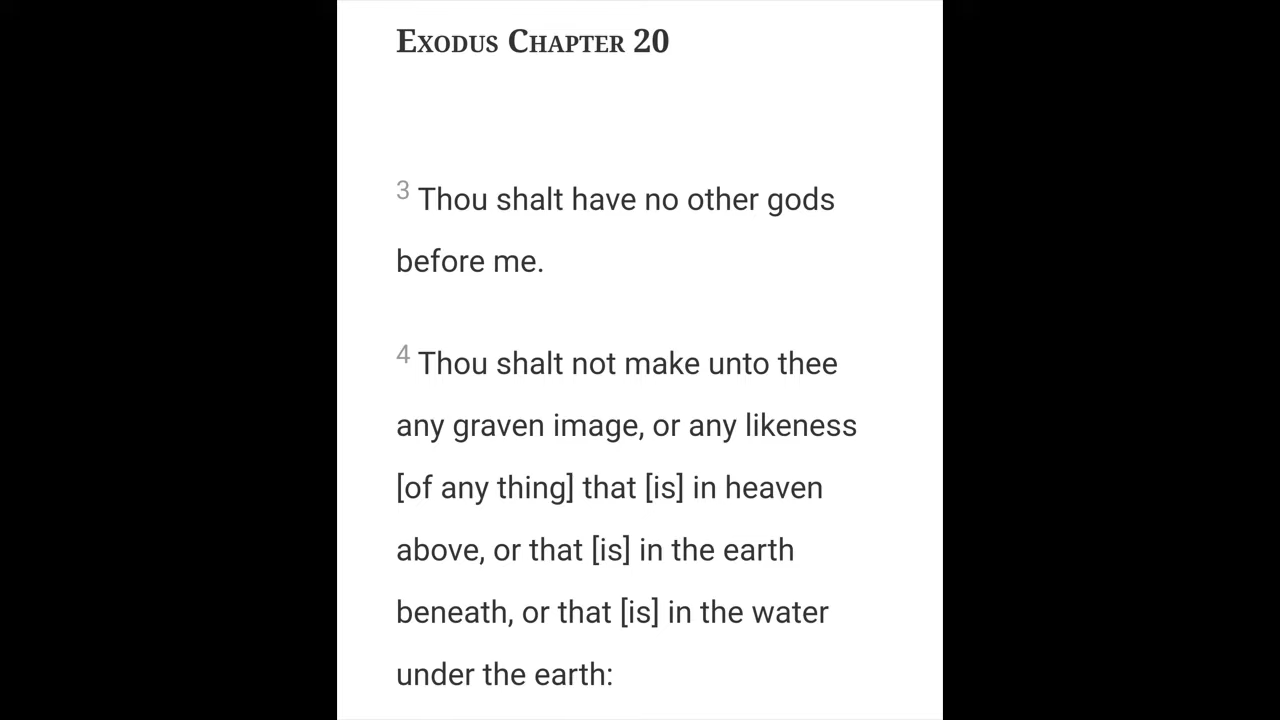 Exodus Chapter 20
3 Thou shalt have no other gods
before me.
4 Thou shalt not make unto thee
any graven image, or any likeness
[of any thing] that [is] in heaven
above, or that [is] in the earth
beneath, or that [is] in the water
under the earth: